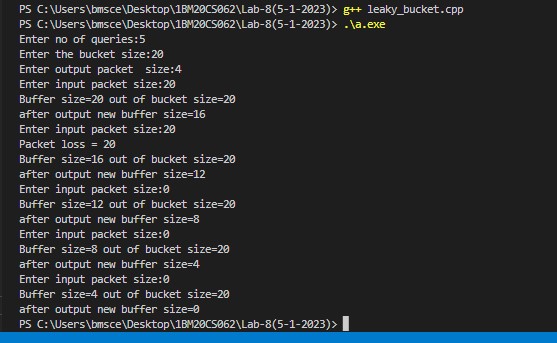 PS C:\Users\bmsce\Desktop\1BM20CS062\Lab-8(5-1-2023)> g++ leaky_bucket.cpp
PS C:\Users\bmsce\Desktop\1BM20CS062\Lab-8(5-1-2023)> .\a.exe
Enter no of queries:5
Enter the bucket size:20
Enter output packet  size:4
Enter input packet size:20
Buffer size=20 out of bucket size=20
after output new buffer size=16
Enter input packet size:20
Packet loss = 20
Buffer size=16 out of bucket size=20
after output new buffer size=12
Enter input packet size:0
Buffer size=12 out of bucket size=20
after output new buffer size=8
Enter input packet size:0
Buffer size=8 out of bucket size=20
after output new buffer size=4
Enter input packet size:0
Buffer size=4 out of bucket size=20
after output new buffer size=0
PS C:\Users\bmsce\Desktop\1BM20CS062\Lab-8(5-1-2023)>